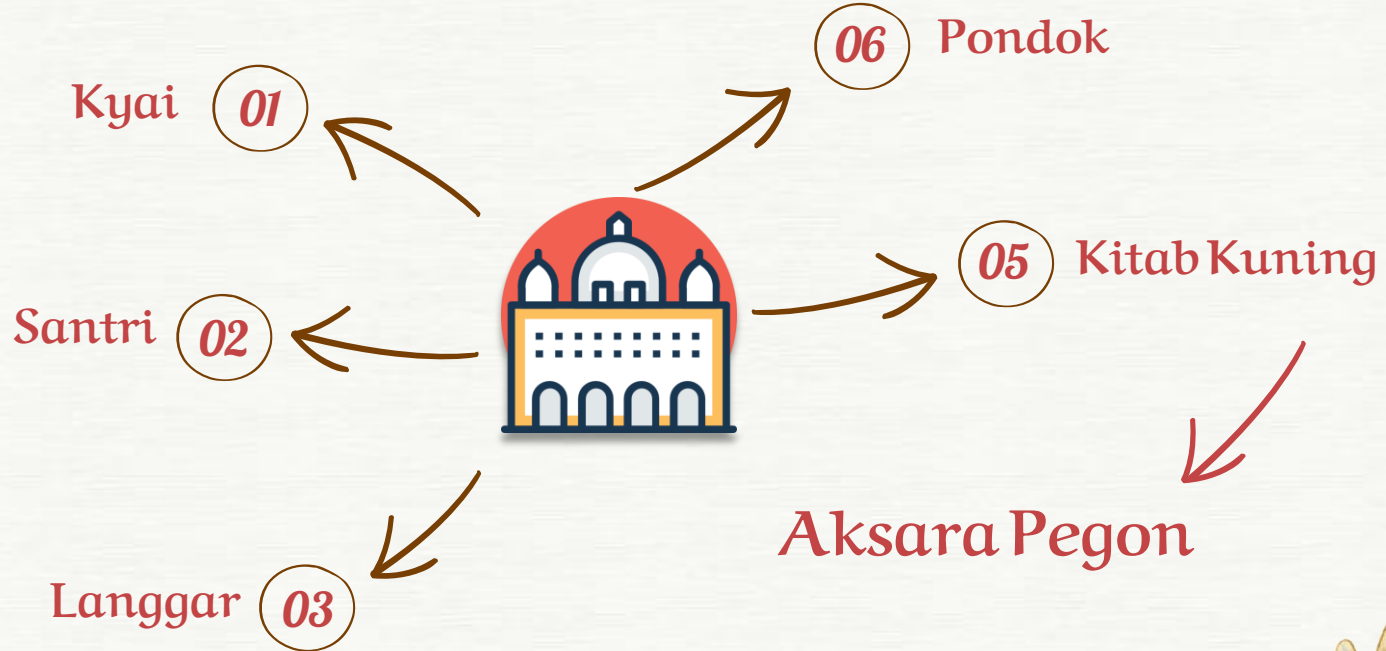 Kyai 01
Santri 02
Langgar 03
06 Pondok
05 Kitab Kuning
Aksara Pegon